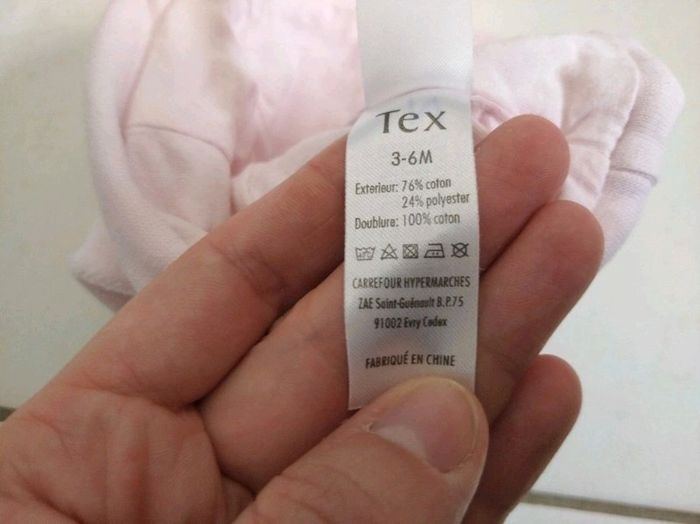 Tex
3-6M
Exterieur: 76% coton
24% polyester
Doublure: 100% coton
CARREFOUR HYPERMARCHES
ZAE Saint-Guénault B.P.75
91002 Evry Cedex
FABRIQUÉ EN CHINE